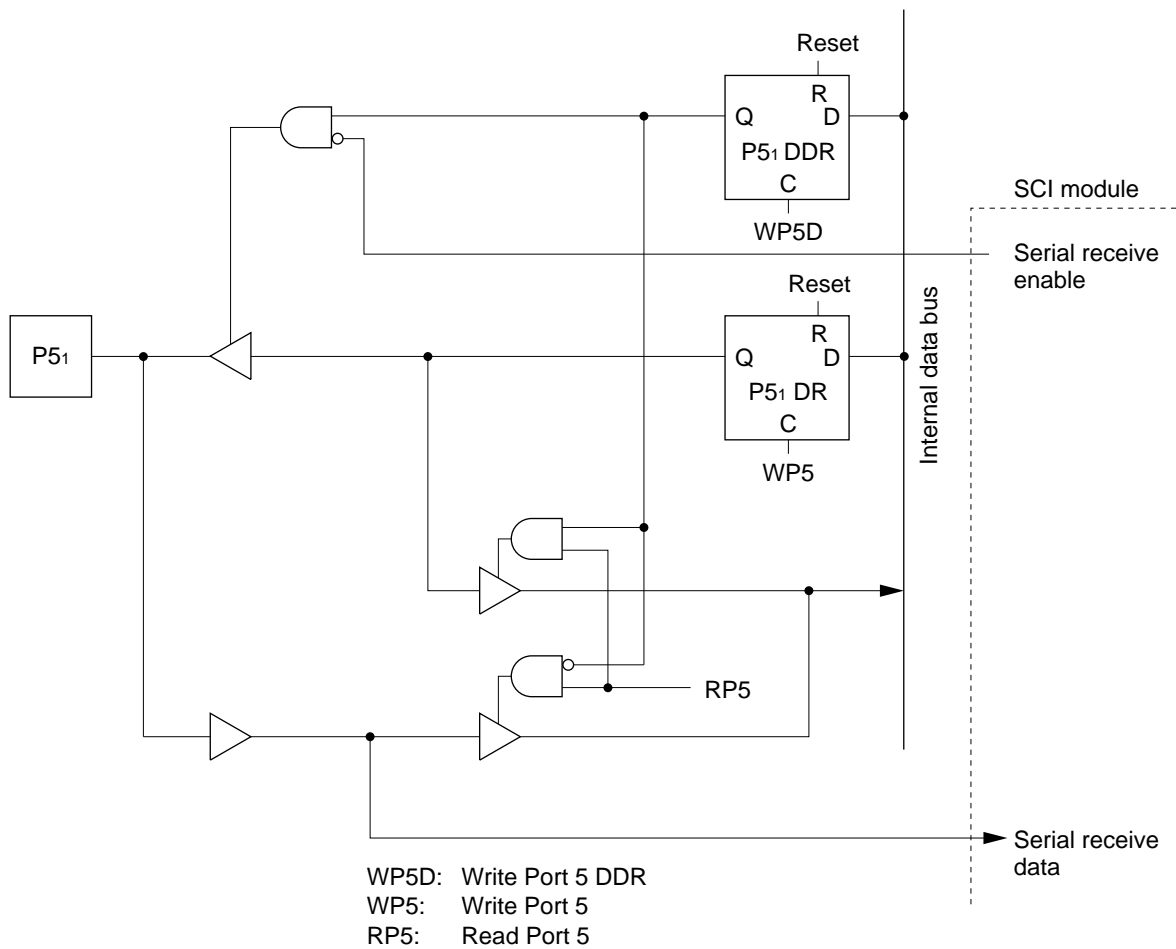 Reset
R
Q D
P5₁ DDR
C
WP5D
SCI module
Serial receive
enable
Reset
R
Q D
P5₁ DR
C
WP5
P5₁
Internal data bus
RP5
Serial receive
data
WP5D: Write Port 5 DDR
WP5: Write Port 5
RP5: Read Port 5